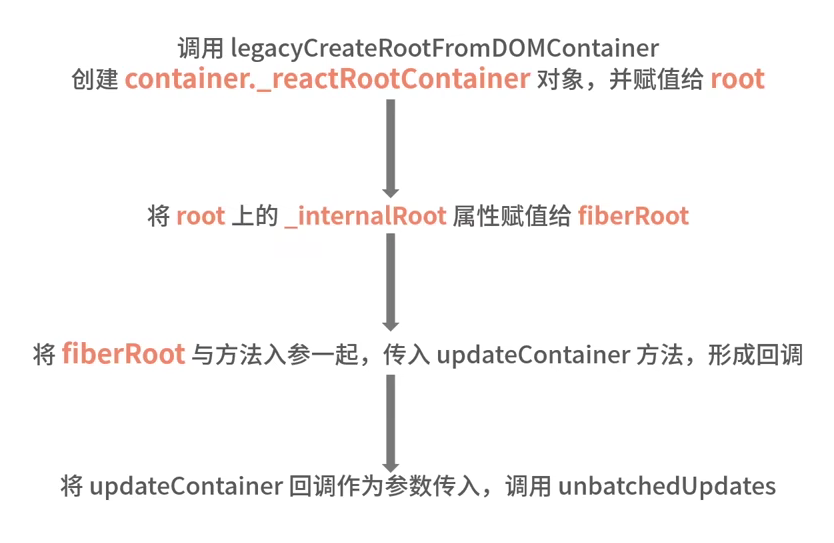 调用 legacyCreateRootFromDOMContainer
创建 container._reactRootContainer 对象，并赋值给 root
将 root 上的 _internalRoot 属性赋值给 fiberRoot
将 fiberRoot 与方法入参一起，传入 updateContainer 方法，形成回调
将 updateContainer 回调作为参数传入，调用 unbatchedUpdates